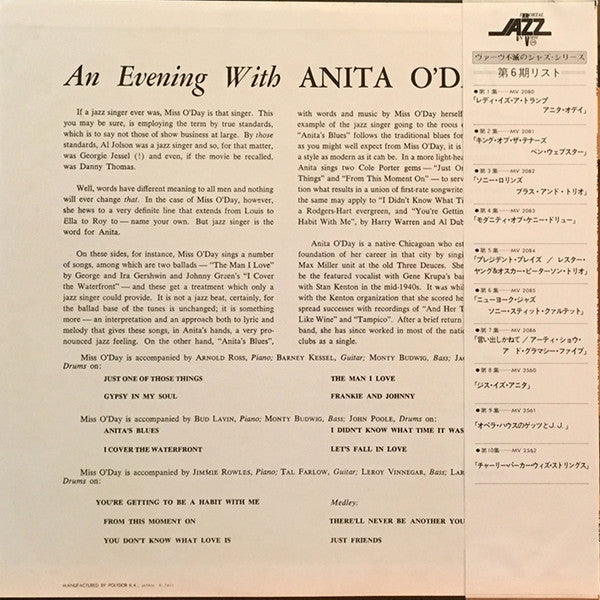 An Evening With ANITA O'D
If a jazz singer ever was, Miss O'Day is that singer. This
you may be sure, is employing the term by true standards,
which is to say not those of show business at large. By those
standards, Al Jolson was a jazz singer and so, for that matter,
was Georgie Jessel (!) and even, if the movie be recalled,
was Danny Thomas.
Well, words have different meaning to all men and nothing
will ever change that. In the case of Miss O'Day, however,
she hews to a very definite line that extends from Louis to
Ella to Roy to — name your own. But jazz singer is the
word for Anita.
On these sides, for instance, Miss O'Day sings a number
of songs, among which are two ballads — "The Man I Love"
by George and Ira Gershwin and Johnny Green's "I Cover
the Waterfront" — and these get a treatment which only a
jazz singer could provide. It is not a jazz beat, certainly, for
the ballad base of the tunes is unchanged; it is something
more — an interpretation and an approach both to lyric and
melody that gives these songs, in Anita's hands, a very pro-
nounced jazz feeling. On the other hand, "Anita's Blues",
with words and music by Miss O'Day herself
example of the jazz singer going to the roots o
"Anita's Blues" follows the traditional blues for
as you might well expect from Miss O'Day, it is
a style as modern as it can be. In a more light-hea
Anita sings two Cole Porter gems — "Just On
Things" and "From This Moment On" — to serv
tion what results in a union of first-rate songwrite
the same may apply to "I Didn't Know What Ti
a Rodgers-Hart evergreen, and "You're Getting
Habit With Me", by Harry Warren and Al Dub
Anita O'Day is a native Chicagoan who est
foundation of her career in that city by singi
Max Miller unit at the old Three Deuces. She
be the featured vocalist with Gene Krupa's ban
with Stan Kenton in the mid-1940s. It was whil
with the Kenton organization that she scored he
spread successes with recordings of "And Her T
Like Wine" and "Tampico". After a brief return
band, she has since worked in most of the natio
clubs as a single.
Miss O'Day is accompanied by ARNOLD ROSS, Piano; BARNEY KESSEL, Guitar; MONTY BUDWIG, Bass; JA
Drums on:
JUST ONE OF THOSE THINGS
THE MAN I LOVE
GYPSY IN MY SOUL
FRANKIE AND JOHNNY
Miss O'Day is accompanied by BUD LAVIN, Piano; MONTY BUDWIG, Bass; JOHN POOLE, Drums on:
ANITA'S BLUES
I DIDN'T KNOW WHAT TIME IT WAS
I COVER THE WATERFRONT
LET'S FALL IN LOVE
Miss O'Day is accompanied by JIMMIE ROWLES, Piano; TAL FARLOW, Guitar; LEROY VINNEGAR, Bass; LAR
Drums on:
YOU'RE GETTING TO BE A HABIT WITH ME
Medley:
FROM THIS MOMENT ON
THERE'LL NEVER BE ANOTHER YOU
YOU DON'T KNOW WHAT LOVE IS
JUST FRIENDS
MANUFACTURED BY POLYDOR K.K., JAPAN
JAZZ
ヴァーヴ不滅のジャズ・シリーズ
第6期リスト
●第1集——MV 2080
「レディ・イズ・ア・トランプ
アニタ・オデイ」
●第2集——MV 2081
「キング・オブ・ザ・テナーズ
ベン・ウェブスター」
●第3集——MV 2082
「ソニー・ロリンズ
ブラス・アンド・トリオ」
●第4集——MV 2083
「モダニティ・オブ・ケニー・ドリュー」
●第5集——MV 2084
「プレジデント・プレイズ / レスター・
ヤング&オスカー・ピーターソン・トリオ」
●第6集——MV 2085
「ニューヨーク・ジャズ
ソニー・スティット・クァルテット」
●第7集——MV 2086
「言い出しかねて / アーティ・ショウ・
アンド・グラマシー・ファイブ」
●第8集——MV 2560
「ジス・イズ・アニタ」
●第9集——MV 2561
「オペラ・ハウスのゲッツとJ.J.」
●第10集——MV 2562
「チャーリー・パーカー・ウィズ・ストリングス」